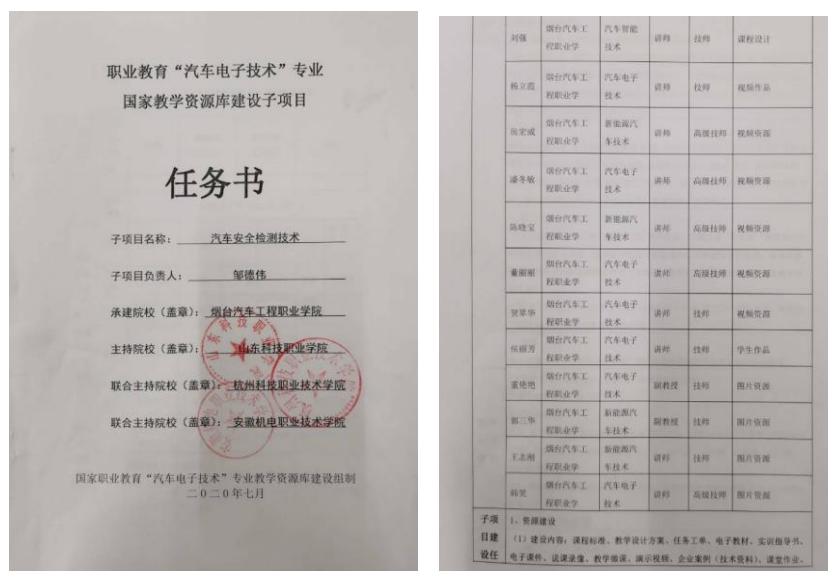 职业教育“汽车电子技术”专业
国家教学资源库建设子项目
任务书
子项目名称： 汽车安全检测技术
子项目负责人： 邹德伟
承建院校（盖章）： 烟台汽车工程职业学院
主持院校（盖章）： 山东科技职业学院
联合主持院校（盖章）： 杭州科技职业技术学院
联合主持院校（盖章）： 安徽机电职业技术学院
国家职业教育“汽车电子技术”专业教学资源库建设组制
二〇二〇年七月
刘强 烟台汽车工程职业学 汽车智能技术 讲师 技师 课程设计
杨立霞 烟台汽车工程职业学 汽车电子技术 讲师 技师 视频作品
烟台汽车工程职业学 新能源汽车技术 讲师 高级技师 视频资源
潘冬敏 烟台汽车工程职业学 汽车电子技术 讲师 高级技师 视频资源
陈晓宝 烟台汽车工程职业学 新能源汽车技术 讲师 高级技师 视频资源
董丽丽 烟台汽车工程职业学 汽车电子技术 讲师 高级技师 视频资源
贺翠华 烟台汽车工程职业学 汽车电子技术 讲师 技师 视频资源
侯丽芳 烟台汽车工程职业学 汽车电子技术 讲师 技师 学生作品
董艳艳 烟台汽车工程职业学 汽车电子技术 副教授 技师 图片资源
郭三华 烟台汽车工程职业学 新能源汽车技术 副教授 技师 图片资源
王志刚 烟台汽车工程职业学 新能源汽车技术 讲师 技师 图片资源
韩笑 烟台汽车工程职业学 汽车电子技术 讲师 高级技师 图片资源
子项目建设任
1、资源建设
（1）建设内容：课程标准、教学设计方案、任务工单、电子教材、实训指导书、
电子课件、说课录像、教学微课、演示视频、企业案例（技术资料）、课堂作业、